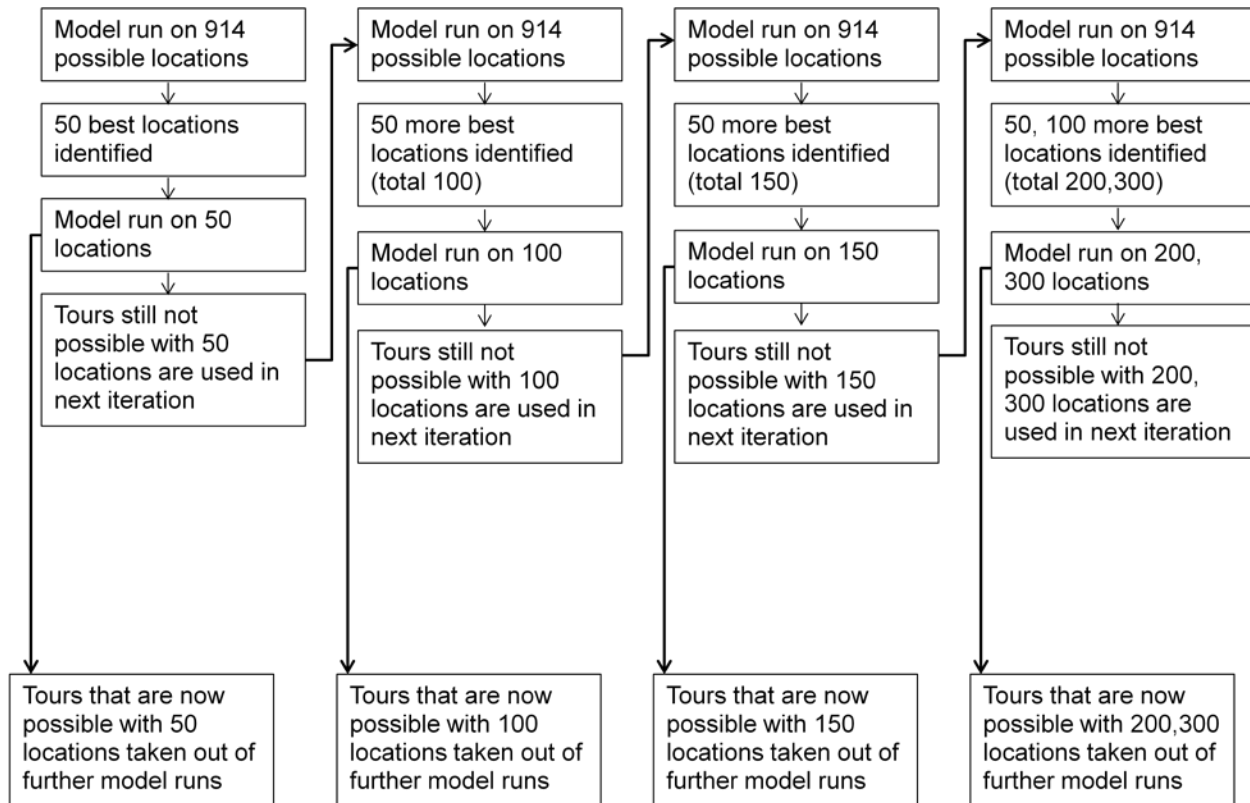 Model run on 914
possible locations
50 best locations
identified
Model run on 50
locations
Tours still not
possible with 50
locations are used in
next iteration
Tours that are now
possible with 50
locations taken out of
further model runs
Model run on 914
possible locations
50 more best
locations identified
(total 100)
Model run on 100
locations
Tours still not
possible with 100
locations are used in
next iteration
Tours that are now
possible with 100
locations taken out of
further model runs
Model run on 914
possible locations
50 more best
locations identified
(total 150)
Model run on 150
locations
Tours still not
possible with 150
locations are used in
next iteration
Tours that are now
possible with 150
locations taken out of
further model runs
Model run on 914
possible locations
50, 100 more best
locations identified
(total 200,300)
Model run on 200,
300 locations
Tours still not
possible with 200,
300 locations are
used in next iteration
Tours that are now
possible with 200,300
locations taken out of
further model runs